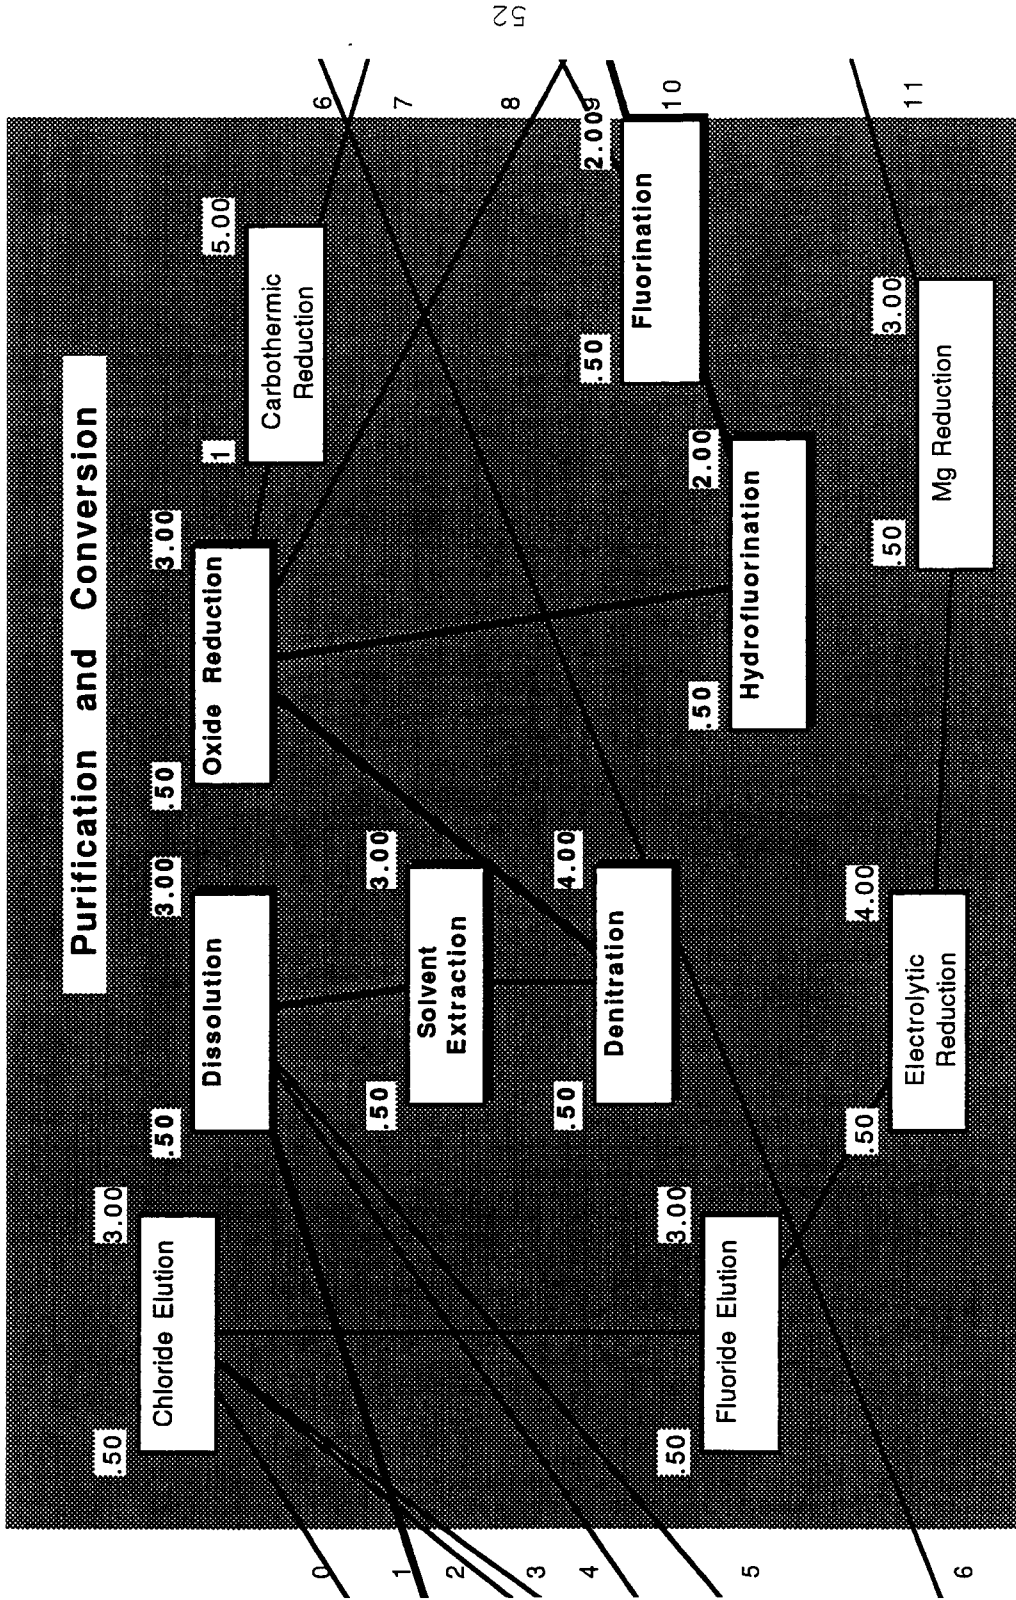 52
Purification and Conversion
.50
3.00
Chloride Elution
.50
3.00
Dissolution
.50
3.00
Oxide Reduction
1
5.00
Carbothermic
Reduction
.50
3.00
Solvent
Extraction
.50
4.00
Denitration
.50
2.00
Fluorination
.50
2.00
Hydrofluorination
.50
3.00
Fluoride Elution
.50
4.00
Electrolytic
Reduction
.50
3.00
Mg Reduction
0
1
2
3
4
5
6
6
7
8
9
10
11